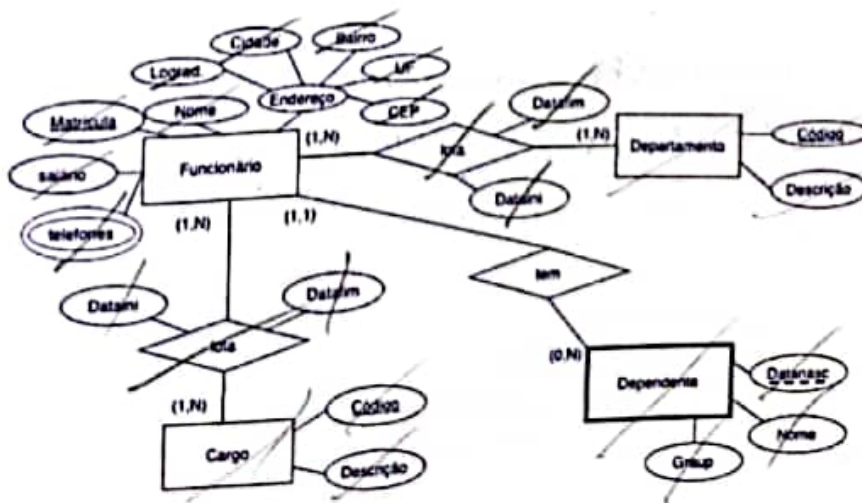 Cidade
Bairro
Lograd.
UF
Endereço
CEP
Matrícula
Nome
salário
telefones
Funcionário
(1,N)
lota
Datafim
Dataini
(1,N)
Departamento
Código
Descrição
(1,N)
(1,1)
tem
Dataini
Datafim
lota
(1,N)
Cargo
Código
Descrição
(0,N)
Dependente
Datanasc
Nome